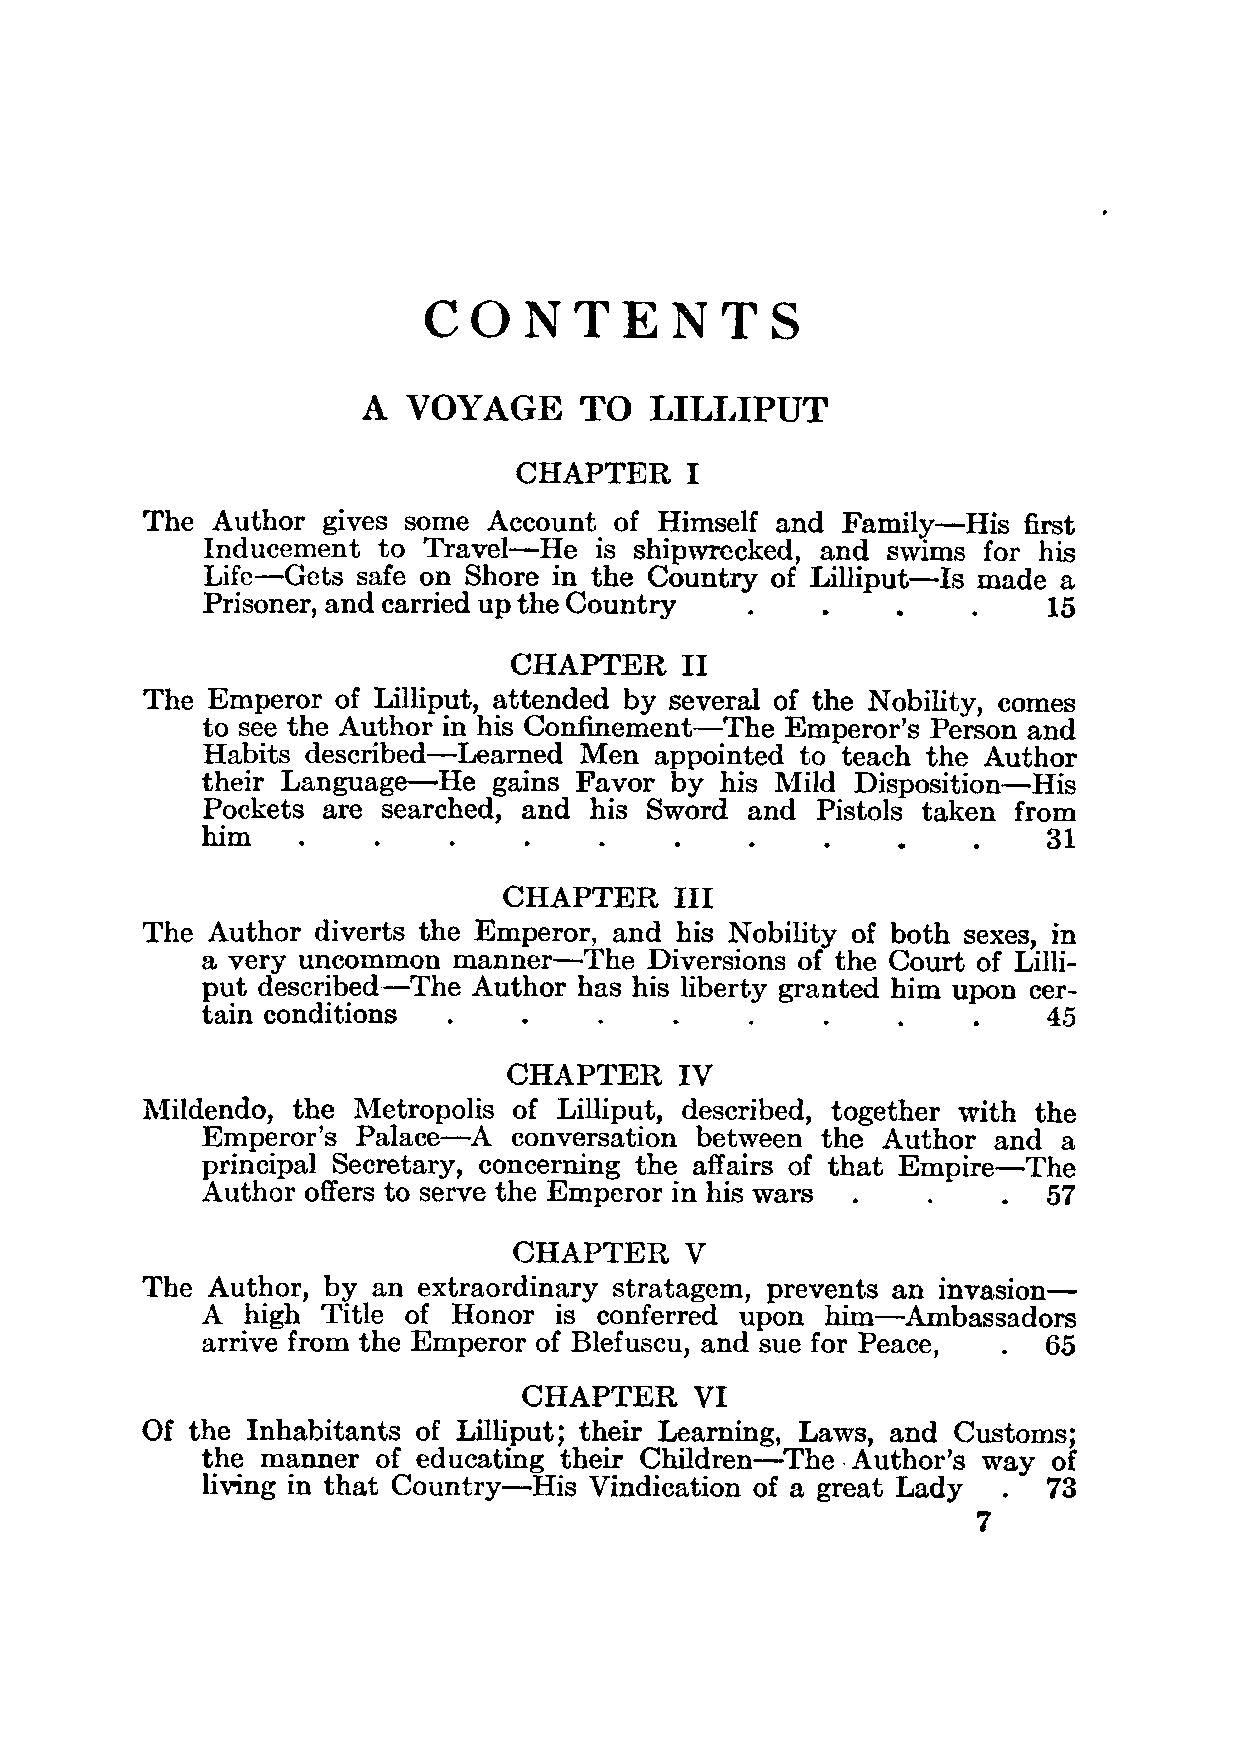 CONTENTS
A VOYAGE TO LILLIPUT
CHAPTER I
The Author gives some Account of Himself and Family—His first
Inducement to Travel—He is shipwrecked, and swims for his
Life—Gets safe on Shore in the Country of Lilliput—Is made a
Prisoner, and carried up the Country . . . . 15
CHAPTER II
The Emperor of Lilliput, attended by several of the Nobility, comes
to see the Author in his Confinement—The Emperor's Person and
Habits described—Learned Men appointed to teach the Author
their Language—He gains Favor by his Mild Disposition—His
Pockets are searched, and his Sword and Pistols taken from
him . . . . . . . . . . 31
CHAPTER III
The Author diverts the Emperor, and his Nobility of both sexes, in
a very uncommon manner—The Diversions of the Court of Lilli-
put described—The Author has his liberty granted him upon cer-
tain conditions . . . . . . . . 45
CHAPTER IV
Mildendo, the Metropolis of Lilliput, described, together with the
Emperor's Palace—A conversation between the Author and a
principal Secretary, concerning the affairs of that Empire—The
Author offers to serve the Emperor in his wars . . . 57
CHAPTER V
The Author, by an extraordinary stratagem, prevents an invasion—
A high Title of Honor is conferred upon him—Ambassadors
arrive from the Emperor of Blefuscu, and sue for Peace, . 65
CHAPTER VI
Of the Inhabitants of Lilliput; their Learning, Laws, and Customs;
the manner of educating their Children—The Author's way of
living in that Country—His Vindication of a great Lady . 73
7